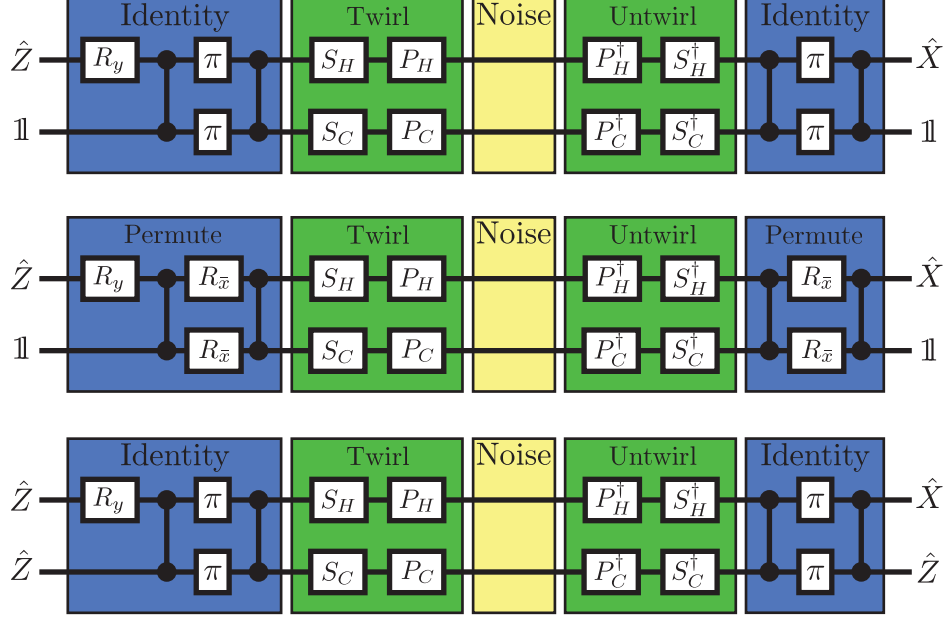 Identity Twirl Noise Untwirl Identity
Ẑ R_y π S_H P_H P_H^† S_H^† π X̂
𝟙 π S_C P_C P_C^† S_C^† π 𝟙
Permute Twirl Noise Untwirl Permute
Ẑ R_y R_x̄ S_H P_H P_H^† S_H^† R_x̄ X̂
𝟙 R_x̄ S_C P_C P_C^† S_C^† R_x̄ 𝟙
Identity Twirl Noise Untwirl Identity
Ẑ R_y π S_H P_H P_H^† S_H^† π X̂
Ẑ π S_C P_C P_C^† S_C^† π Ẑ